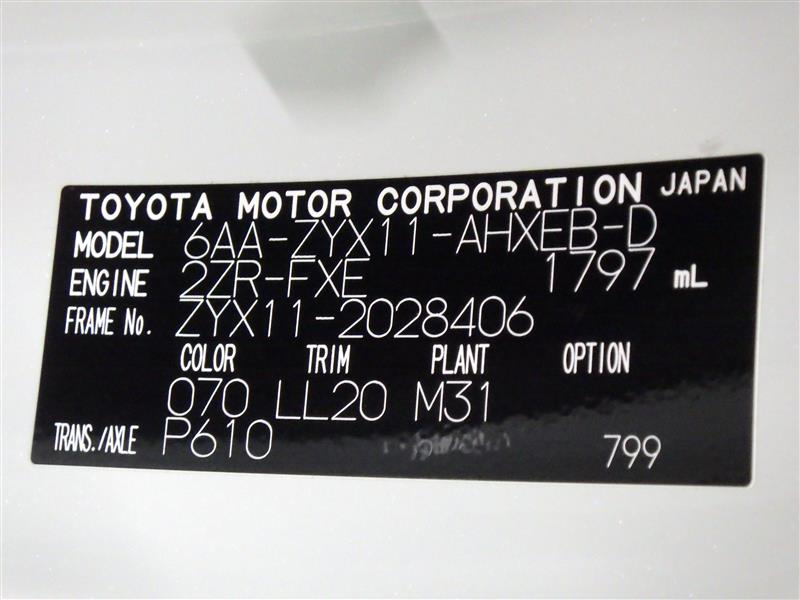 TOYOTA MOTOR CORPORATION JAPAN
MODEL 6AA-ZYX11-AHXEB-D
ENGINE 2ZR-FXE 1797 mL
FRAME No. ZYX11-2028406
COLOR TRIM PLANT OPTION
070 LL20 M31
TRANS./AXLE P610 799